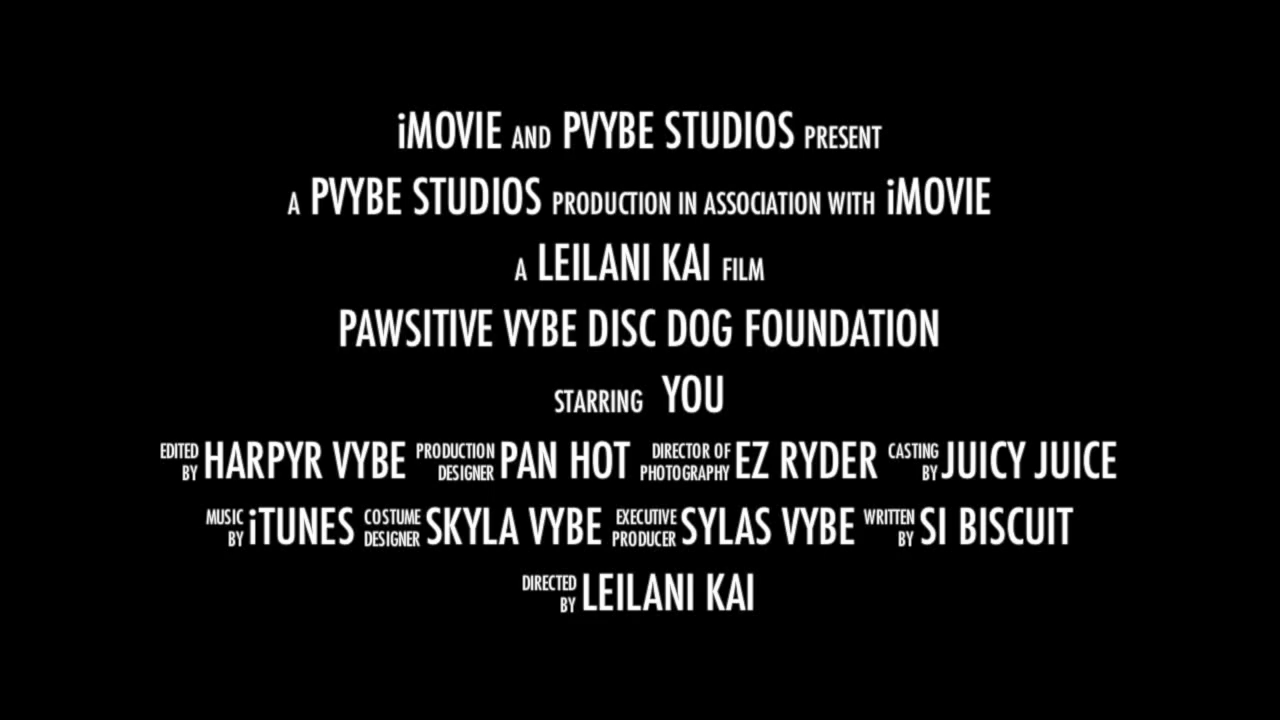 iMOVIE AND PVYBE STUDIOS PRESENT
A PVYBE STUDIOS PRODUCTION IN ASSOCIATION WITH iMOVIE
A LEILANI KAI FILM
PAWSITIVE VYBE DISC DOG FOUNDATION
STARRING YOU
EDITED BY HARPYR VYBE PRODUCTION DESIGNER PAN HOT DIRECTOR OF PHOTOGRAPHY EZ RYDER CASTING BY JUICY JUICE
MUSIC BY iTUNES COSTUME DESIGNER SKYLA VYBE EXECUTIVE PRODUCER SYLAS VYBE WRITTEN BY SI BISCUIT
DIRECTED BY LEILANI KAI